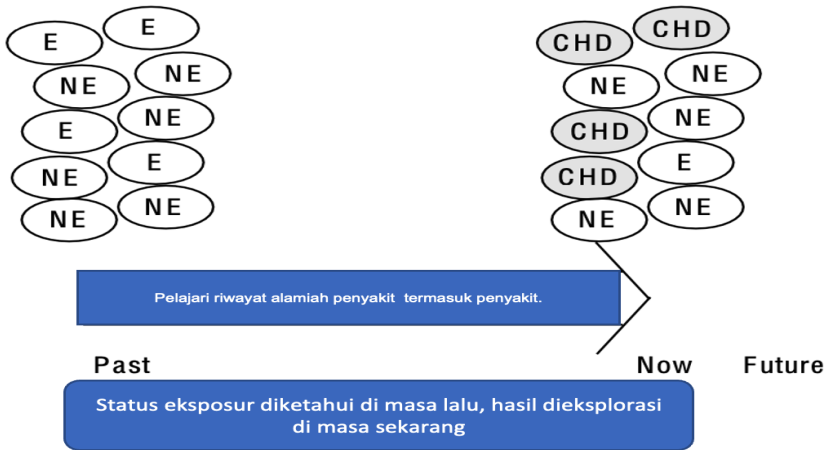 E
E
NE
NE
E
NE
NE
E
NE
NE
CHD
CHD
NE
NE
CHD
NE
CHD
E
NE
NE
Pelajari riwayat alamiah penyakit termasuk penyakit.
Past
Now
Future
Status eksposur diketahui di masa lalu, hasil dieksplorasi
di masa sekarang